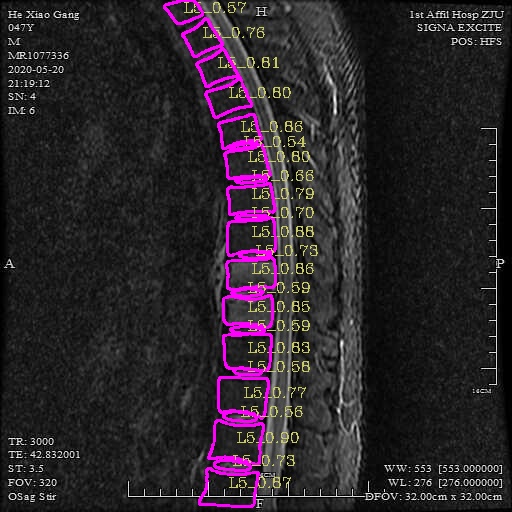 He Xiao Gang
047Y
M
MR1077336
2020-05-20
21:19:12
SN: 4
IM: 6
H
1st Affil Hosp ZJU
SIGNA EXCITE
POS: HFS
L5_0.67
L5_0.76
L5_0.81
L5_0.80
L5_0.86
L5_0.54
L5_0.80
L5_0.66
L5_0.79
L5_0.70
L5_0.88
L5_0.73
L5_0.86
L5_0.59
L5_0.85
L5_0.59
L5_0.83
L5_0.58
L5_0.77
L5_0.56
L5_0.90
L5_0.73
L5_0.87
A
P
16CM
TR: 3000
TE: 42.832001
ST: 3.5
FOV: 320
OSag Stir
F
WW: 553 [553.000000]
WL: 276 [276.000000]
DFOV: 32.00cm x 32.00cm